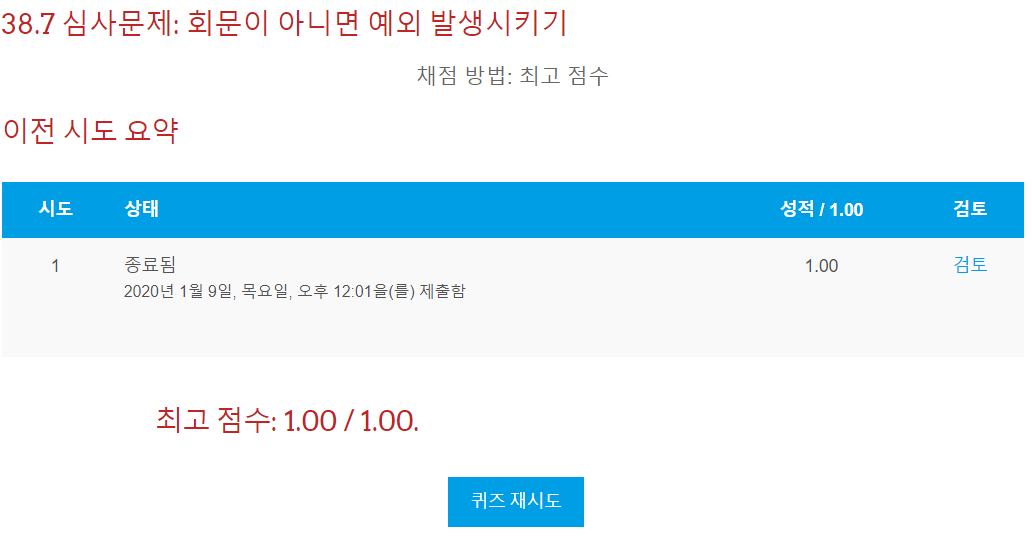 38.7 심사문제: 회문이 아니면 예외 발생시키기
채점 방법: 최고 점수
이전 시도 요약
시도 상태 성적 / 1.00 검토
1 종료됨 1.00 검토
2020년 1월 9일, 목요일, 오후 12:01을(를) 제출함
최고 점수: 1.00 / 1.00.
퀴즈 재시도